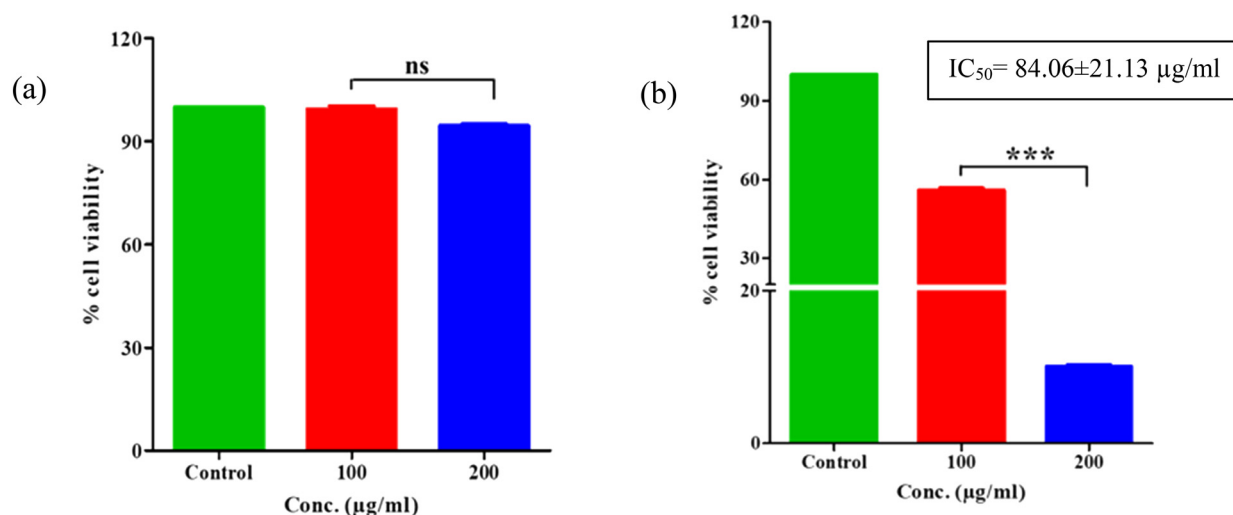 (a)
% cell viability
120
90
60
30
0
ns
Control 100 200
Conc. (µg/ml)
(b)
% cell viability
120
90
60
30
20
0
IC₅₀= 84.06±21.13 µg/ml
***
Control 100 200
Conc. (µg/ml)